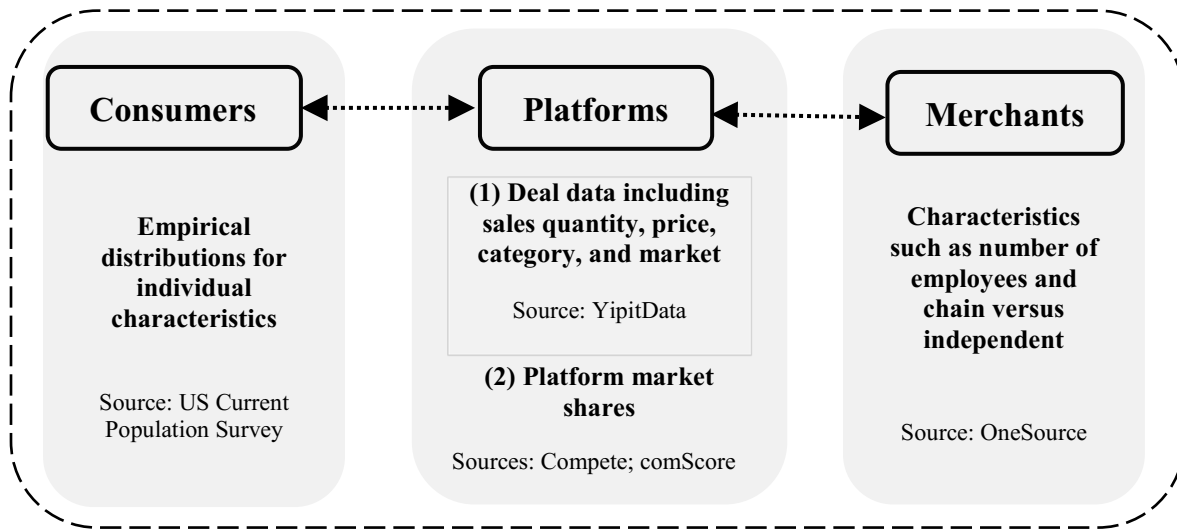 Consumers
Empirical
distributions for
individual
characteristics
Source: US Current
Population Survey
Platforms
(1) Deal data including
sales quantity, price,
category, and market
Source: YipitData
(2) Platform market
shares
Sources: Compete; comScore
Merchants
Characteristics
such as number of
employees and
chain versus
independent
Source: OneSource